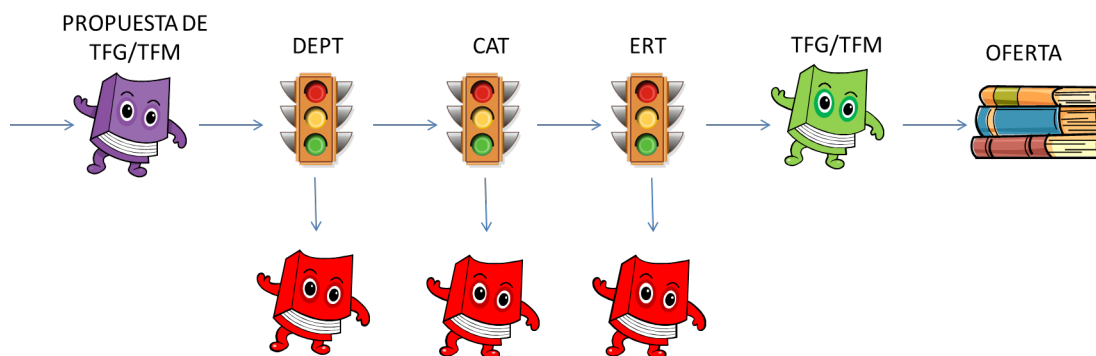 PROPUESTA DE
TFG/TFM
DEPT
CAT
ERT
TFG/TFM
OFERTA